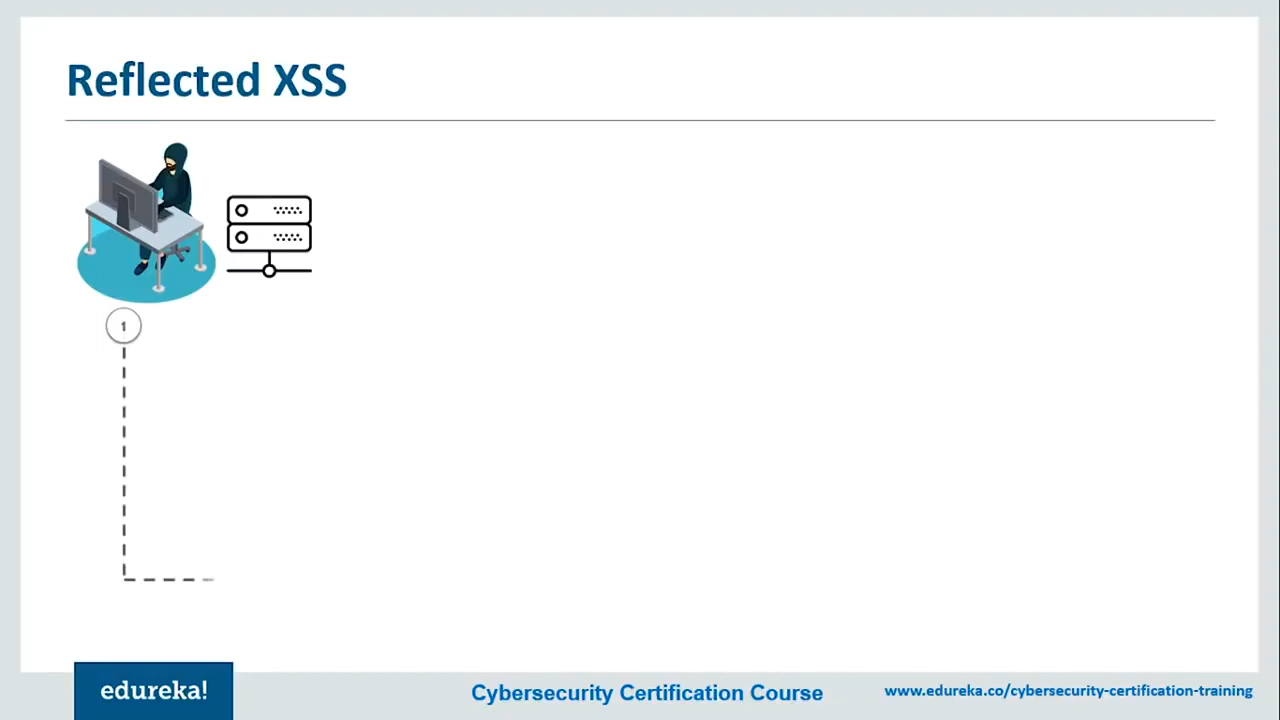 Reflected XSS
1
edureka!
Cybersecurity Certification Course
www.edureka.co/cybersecurity-certification-training